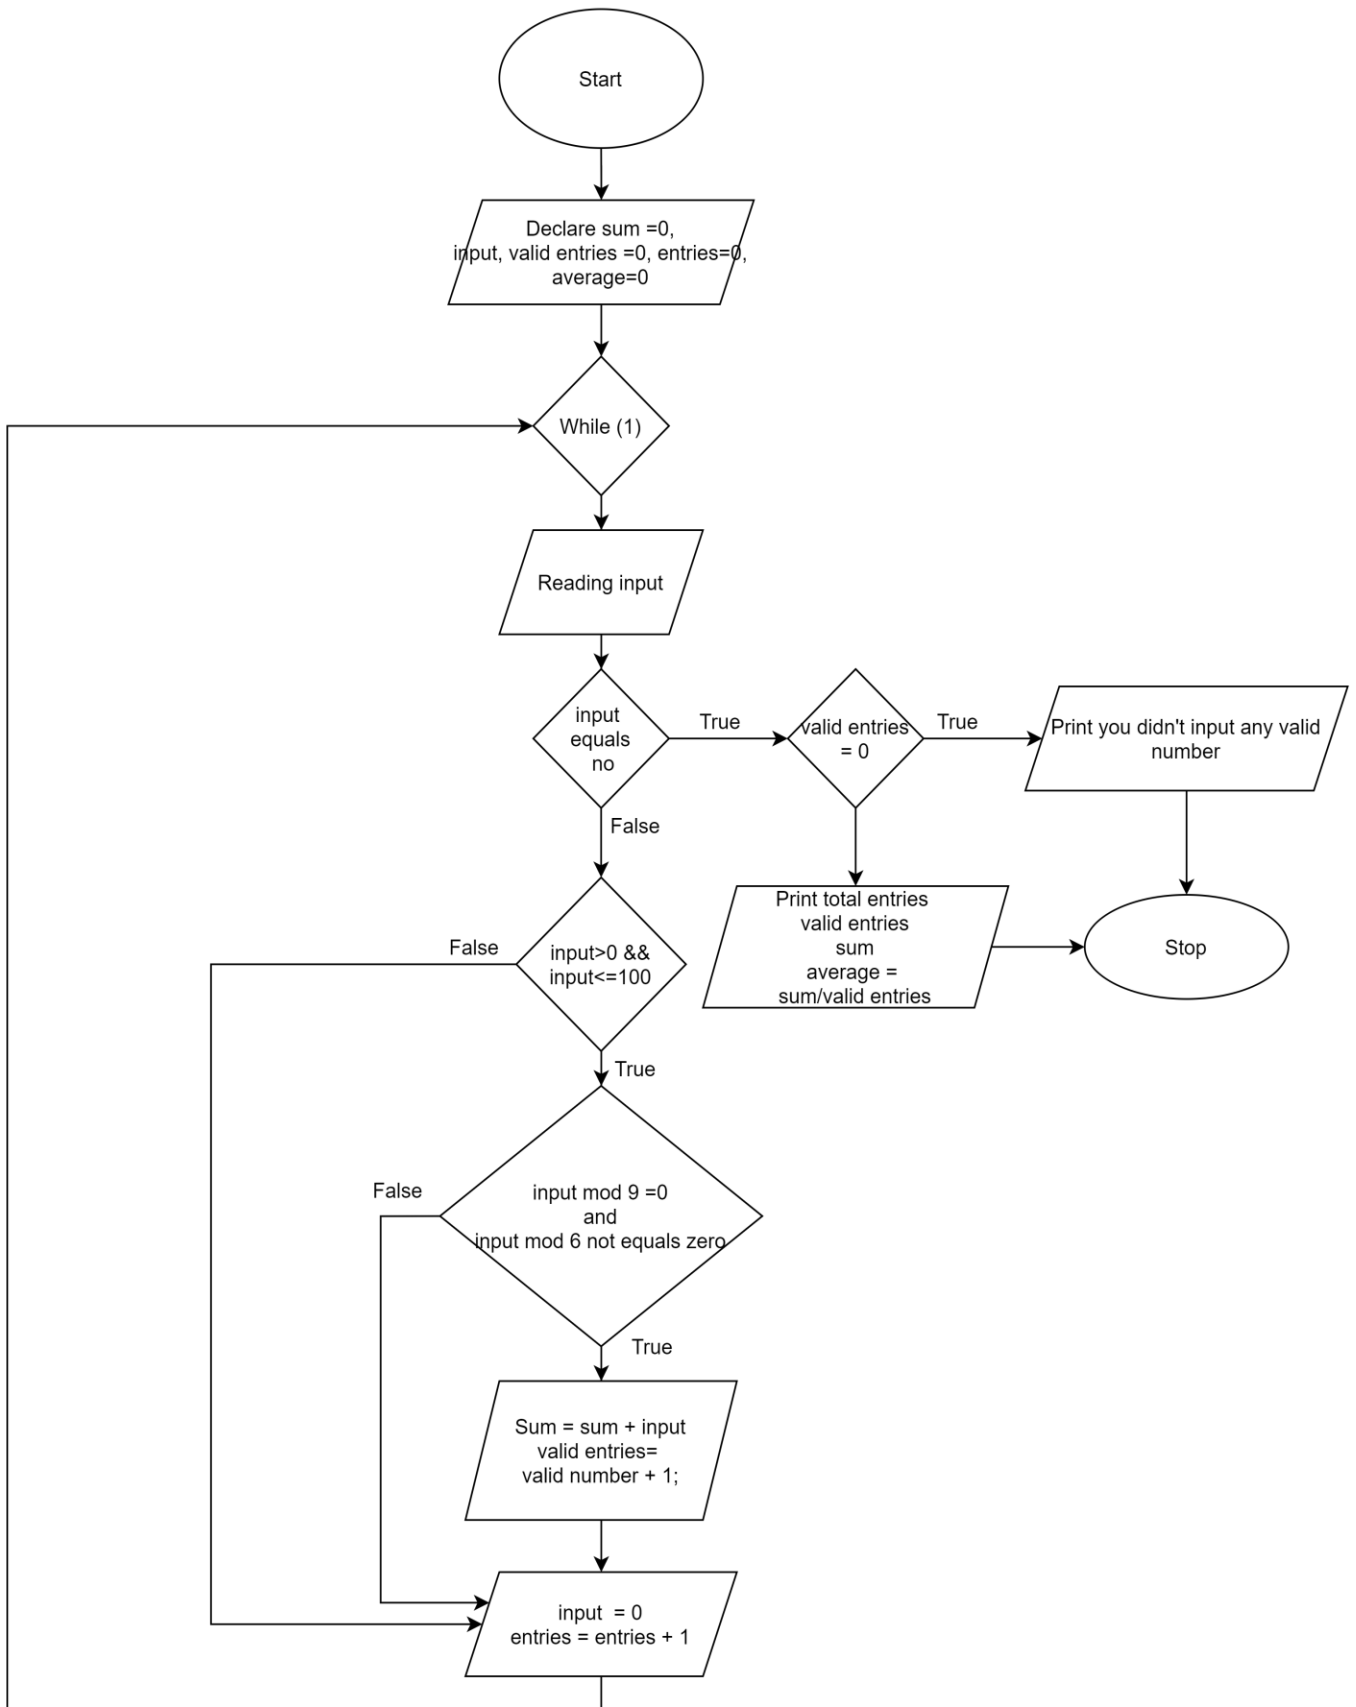 Start
Declare sum =0,
input, valid entries =0, entries=0,
average=0
While (1)
Reading input
input
equals
no
True
valid entries
= 0
True
Print you didn't input any valid
number
False
Print total entries
valid entries
sum
average =
sum/valid entries
Stop
False
input>0 &&
input<=100
True
False
input mod 9 =0
and
input mod 6 not equals zero
True
Sum = sum + input
valid entries=
valid number + 1;
input  = 0
entries = entries + 1